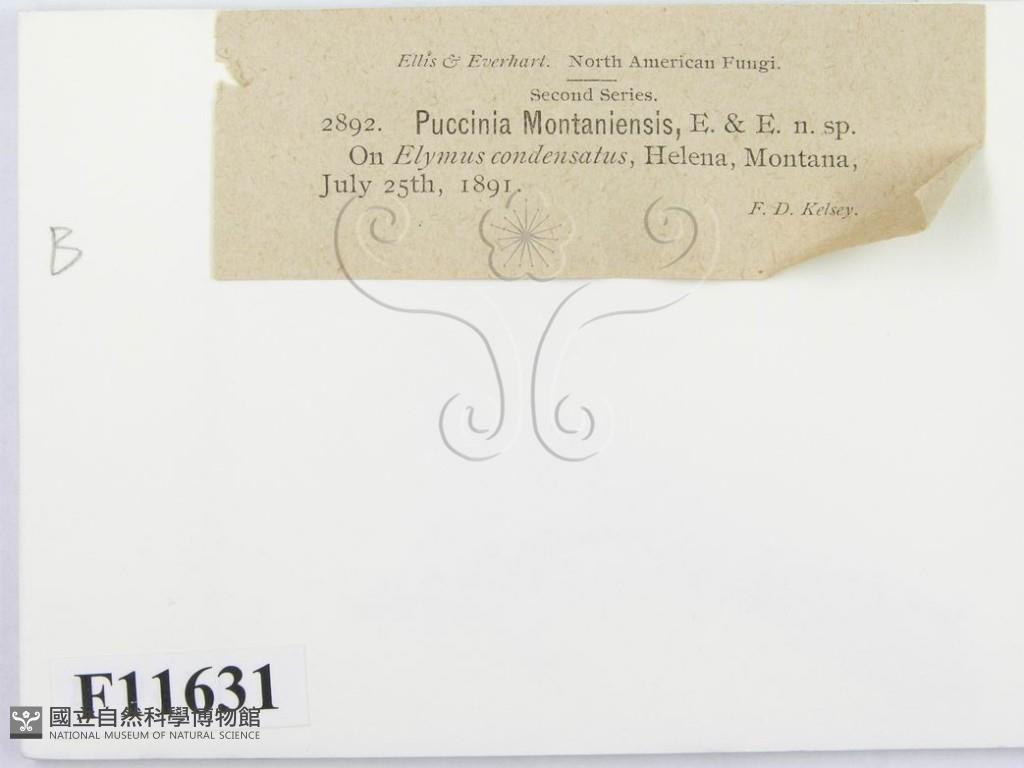 Ellis & Everhart. North American Fungi.
Second Series.
2892. Puccinia Montaniensis, E. & E. n. sp.
On Elymus condensatus, Helena, Montana,
July 25th, 1891.
F. D. Kelsey.
B
F11631
國立自然科學博物館
NATIONAL MUSEUM OF NATURAL SCIENCE